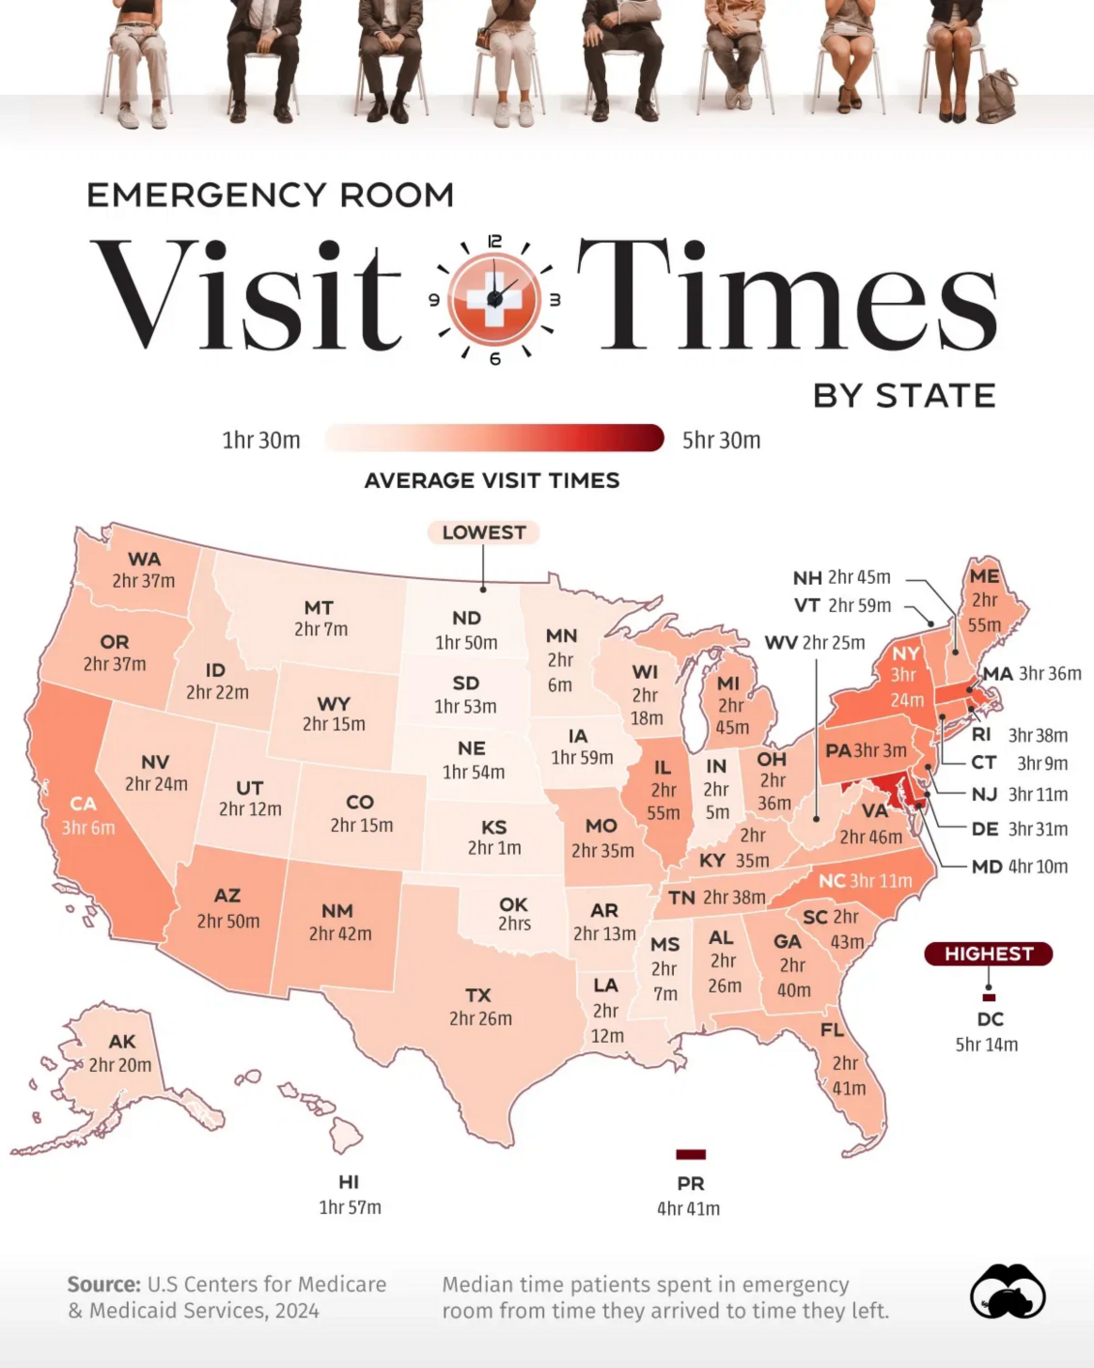 EMERGENCY ROOM
Visit Times
12
9 3
6
BY STATE
1hr 30m 5hr 30m
AVERAGE VISIT TIMES
LOWEST
WA
2hr 37m
OR
2hr 37m
CA
3hr 6m
ID
2hr 22m
NV
2hr 24m
MT
2hr 7m
WY
2hr 15m
UT
2hr 12m
CO
2hr 15m
AZ
2hr 50m
NM
2hr 42m
ND
1hr 50m
SD
1hr 53m
NE
1hr 54m
KS
2hr 1m
OK
2hrs
TX
2hr 26m
MN
2hr
6m
IA
1hr 59m
MO
2hr 35m
AR
2hr 13m
LA
2hr
12m
WI
2hr
18m
IL
2hr
55m
MS
2hr
7m
MI
2hr
45m
IN
2hr
5m
OH
2hr
36m
2hr
KY 35m
TN 2hr 38m
AL
2hr
26m
GA
2hr
40m
FL
2hr
41m
SC 2hr
43m
NC 3hr 11m
VA
2hr 46m
WV 2hr 25m
PA 3hr 3m
NY
3hr
24m
NH 2hr 45m
VT 2hr 59m
ME
2hr
55m
MA 3hr 36m
RI 3hr 38m
CT 3hr 9m
NJ 3hr 11m
DE 3hr 31m
MD 4hr 10m
HIGHEST
DC
5hr 14m
AK
2hr 20m
HI
1hr 57m
PR
4hr 41m
Source: U.S Centers for Medicare
& Medicaid Services, 2024
Median time patients spent in emergency
room from time they arrived to time they left.